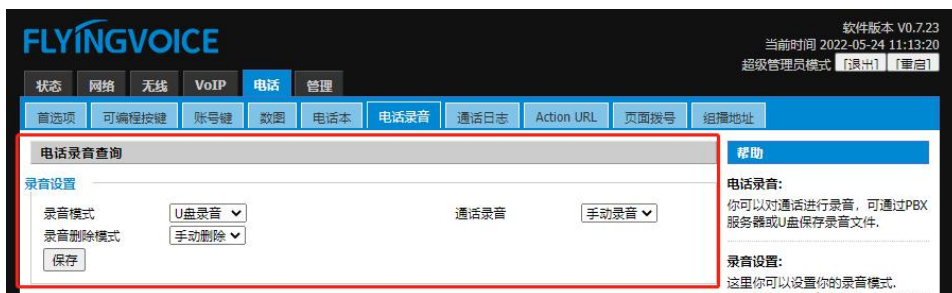 FLYINGVOICE
软件版本 V0.7.23
当前时间 2022-05-24 11:13:20
超级管理员模式 [退出] [重启]
状态 网络 无线 VoIP 电话 管理
首选项 可编程按键 账号键 数图 电话本 电话录音 通话日志 Action URL 页面拨号 组播地址
电话录音查询
录音设置
录音模式 U盘录音 通话录音 手动录音
录音删除模式 手动删除
保存
帮助
电话录音:
你可以对通话进行录音，可通过PBX
服务器或U盘保存录音文件.
录音设置:
这里你可以设置你的录音模式.